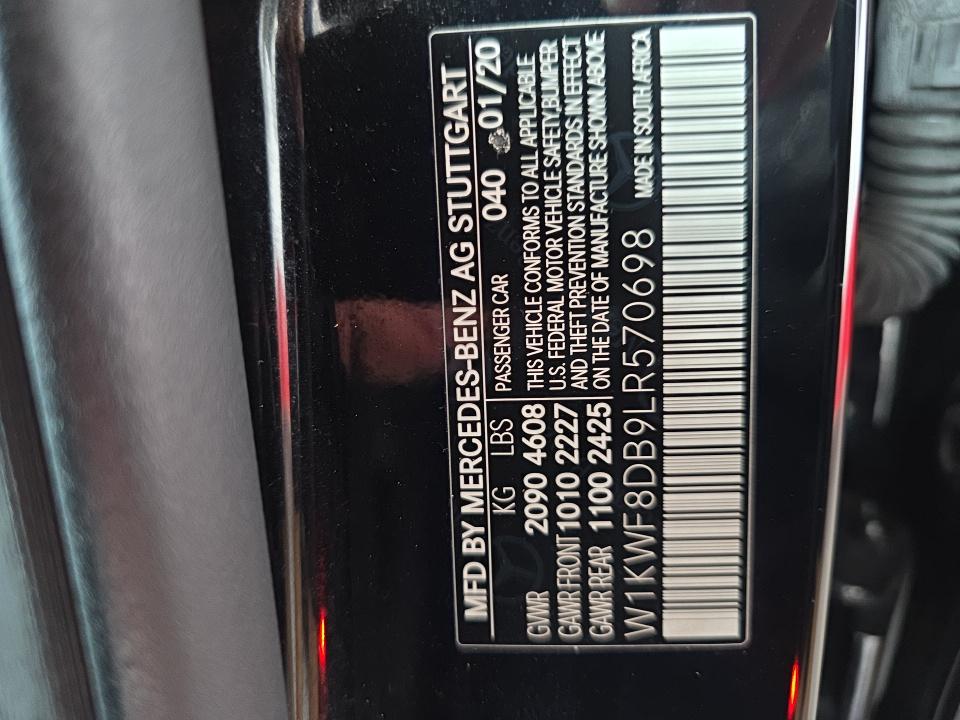 MFD BY MERCEDES-BENZ AG STUTTGART
KG LBS PASSENGER CAR 040 01/20
GWR 2090 4608 THIS VEHICLE CONFORMS TO ALL APPLICABLE
GAWR FRONT 1010 2227 U.S. FEDERAL MOTOR VEHICLE SAFETY,BUMPER
GAWR REAR 1100 2425 AND THEFT PREVENTION STANDARDS IN EFFECT
ON THE DATE OF MANUFACTURE SHOWN ABOVE
W1KWF8DB9LR570698 MADE IN SOUTH AFRICA